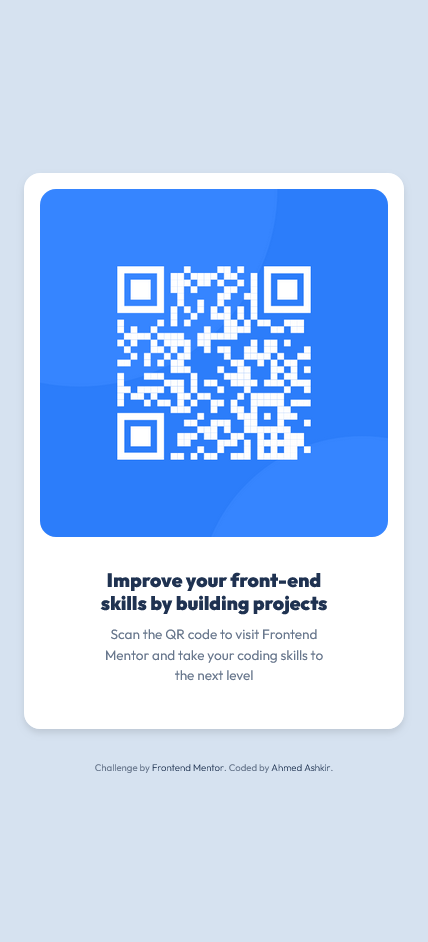 Improve your front-end
skills by building projects
Scan the QR code to visit Frontend
Mentor and take your coding skills to
the next level
Challenge by Frontend Mentor. Coded by Ahmed Ashkir.